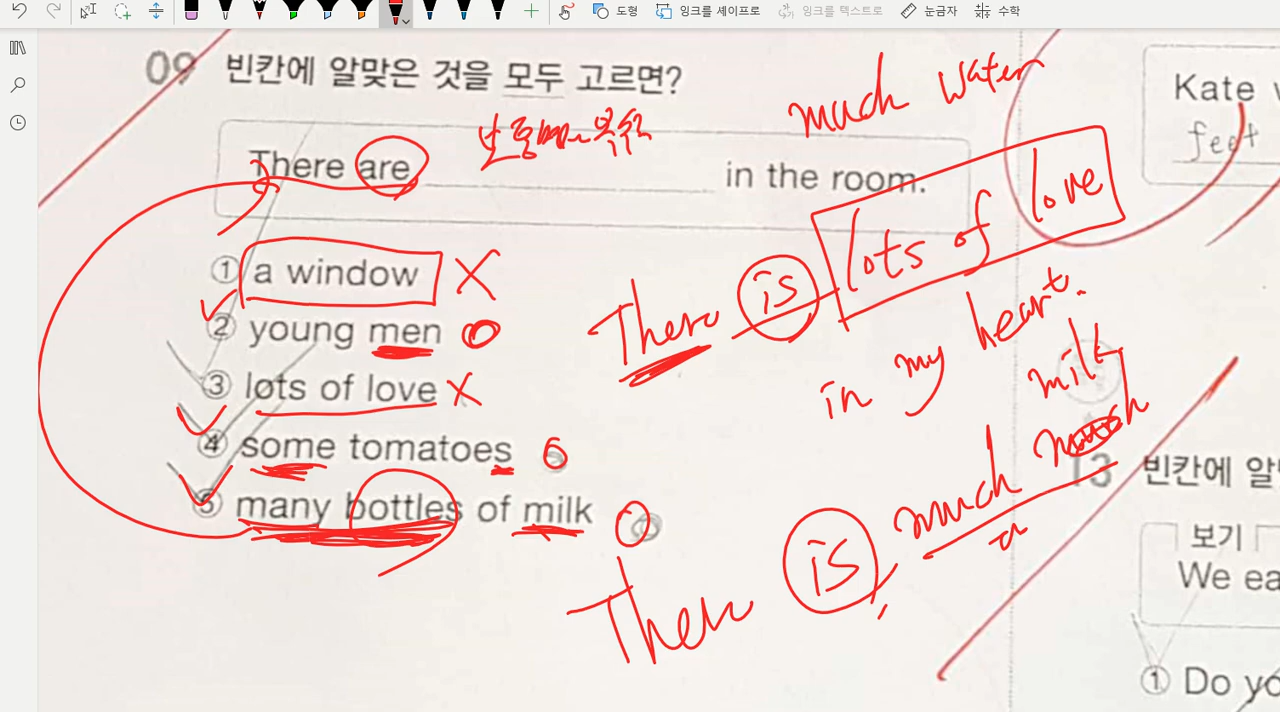 도형 잉크를 셰이프로 잉크를 텍스트로 눈금자 수학
09 빈칸에 알맞은 것을 모두 고르면?
much water
There are in the room.
lots of love
① a window X
② young men O
There is
in my heart.
③ lots of love X
milk
④ some tomatoes O
⑤ many bottles of milk O
much
There is
Kate
feet
13 빈칸에
보기
We
① Do